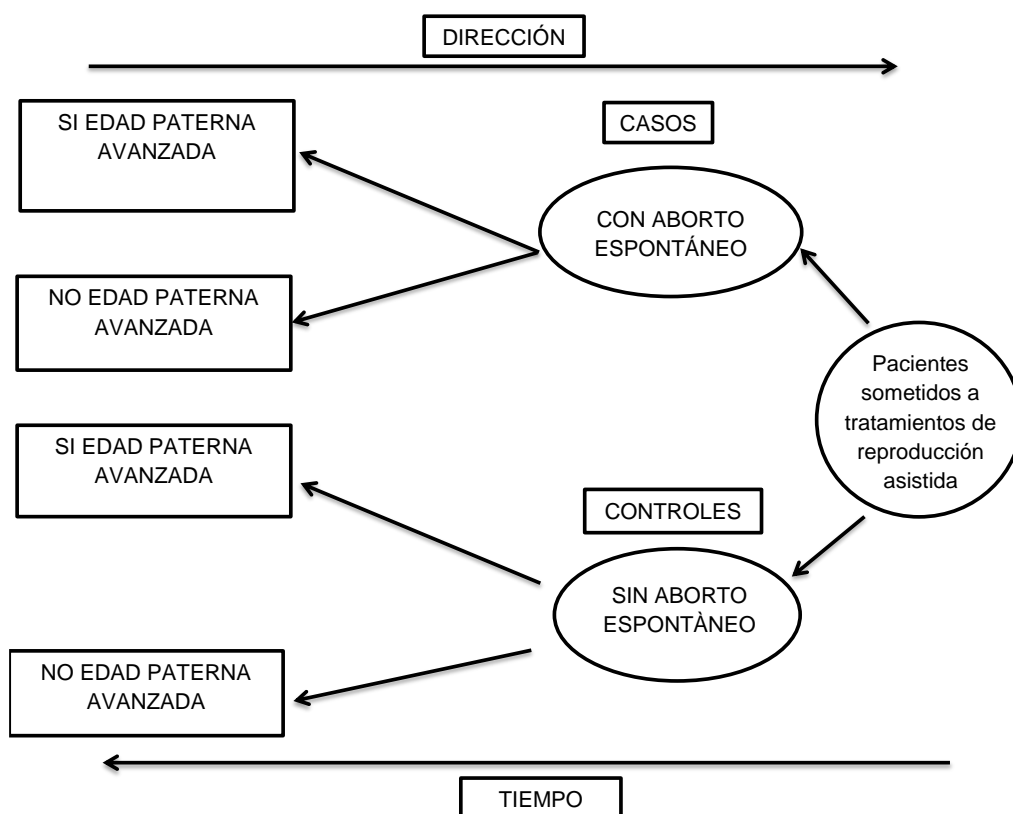 DIRECCIÓN
SI EDAD PATERNA
AVANZADA
CASOS
CON ABORTO
ESPONTÁNEO
NO EDAD PATERNA
AVANZADA
Pacientes
sometidos a
tratamientos de
reproducción
asistida
SI EDAD PATERNA
AVANZADA
CONTROLES
SIN ABORTO
ESPONTÀNEO
NO EDAD PATERNA
AVANZADA
TIEMPO